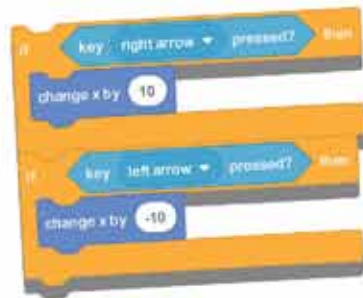 if key right arrow pressed? then
change x by 10
if key left arrow pressed? then
change x by -10